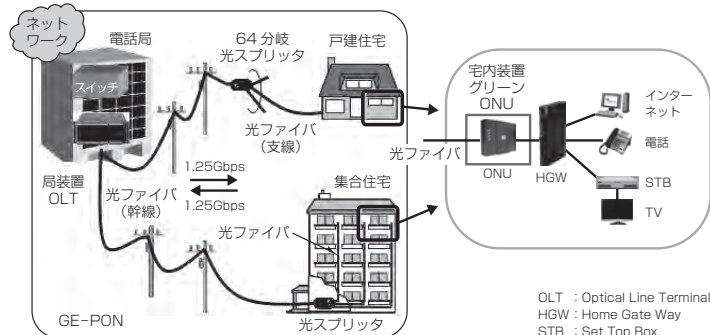 ネット
ワーク
電話局
スイッチ
局装置
OLT
64 分岐
光スプリッタ
戸建住宅
光ファイバ
（支線）
光ファイバ
（幹線）
1.25Gbps
1.25Gbps
集合住宅
光ファイバ
光スプリッタ
GE-PON
宅内装置
グリーン
ONU
光ファイバ
ONU
HGW
インター
ネット
電話
STB
TV
OLT ：Optical Line Terminal
HGW：Home Gate Way
STB ：Set Top Box